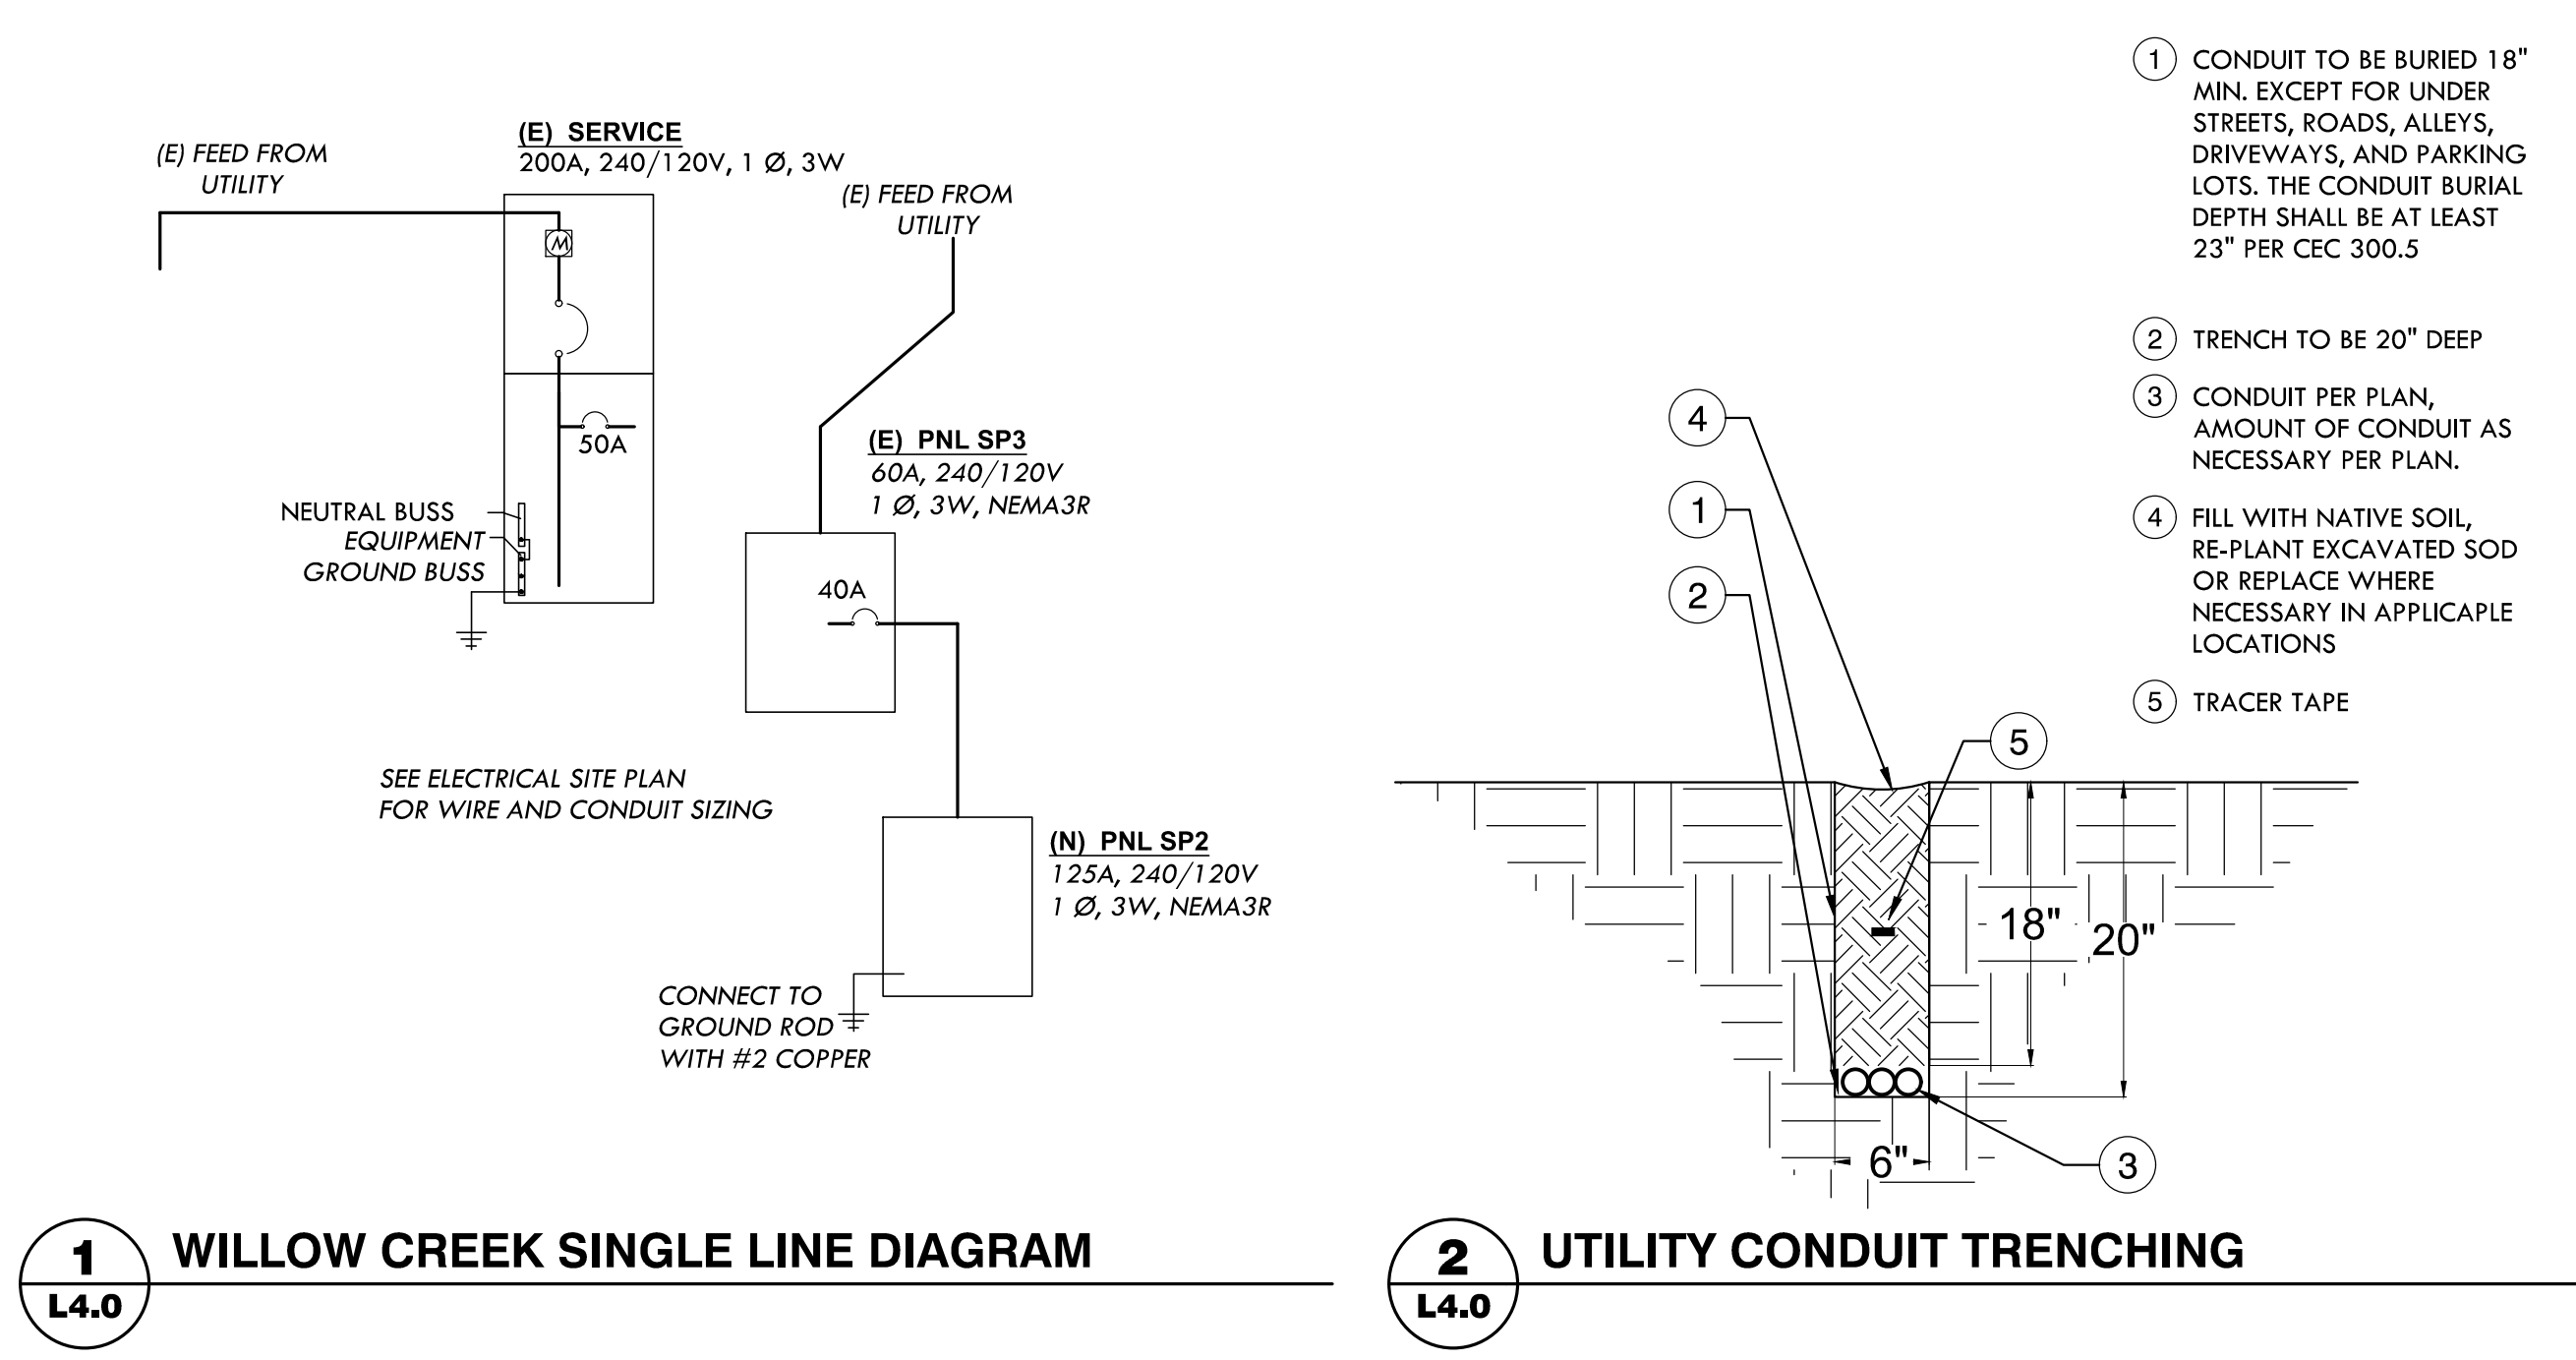 (E) FEED FROM
UTILITY
(E) SERVICE
200A, 240/120V, 1 Ø, 3W
M
50A
NEUTRAL BUSS
EQUIPMENT
GROUND BUSS
(E) FEED FROM
UTILITY
(E) PNL SP3
60A, 240/120V
1 Ø, 3W, NEMA3R
40A
SEE ELECTRICAL SITE PLAN
FOR WIRE AND CONDUIT SIZING
(N) PNL SP2
125A, 240/120V
1 Ø, 3W, NEMA3R
CONNECT TO
GROUND ROD
WITH #2 COPPER
1
L4.0
WILLOW CREEK SINGLE LINE DIAGRAM
1 CONDUIT TO BE BURIED 18"
MIN. EXCEPT FOR UNDER
STREETS, ROADS, ALLEYS,
DRIVEWAYS, AND PARKING
LOTS. THE CONDUIT BURIAL
DEPTH SHALL BE AT LEAST
23" PER CEC 300.5
2 TRENCH TO BE 20" DEEP
3 CONDUIT PER PLAN,
AMOUNT OF CONDUIT AS
NECESSARY PER PLAN.
4 FILL WITH NATIVE SOIL,
RE-PLANT EXCAVATED SOD
OR REPLACE WHERE
NECESSARY IN APPLICAPLE
LOCATIONS
5 TRACER TAPE
4
1
2
5
18"
20"
6"
3
2
L4.0
UTILITY CONDUIT TRENCHING